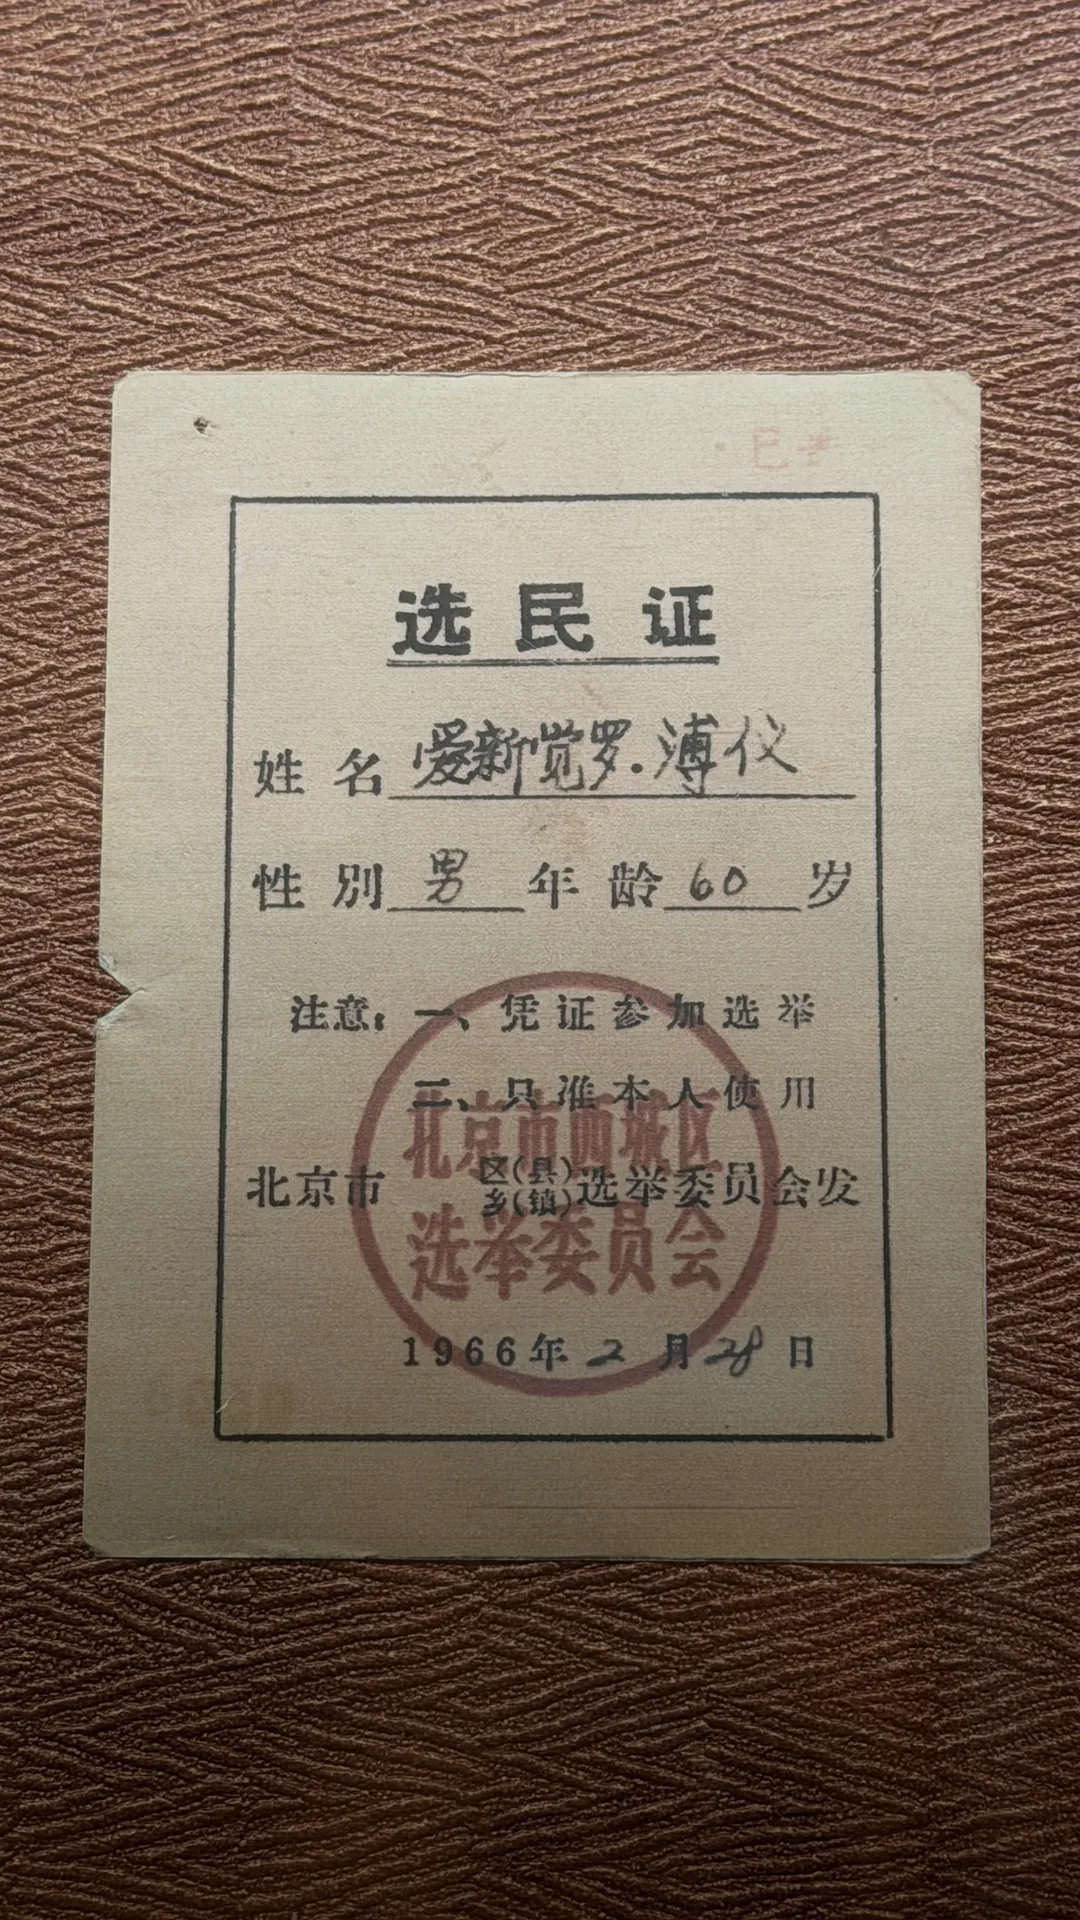 选民证
姓名 爱新觉罗·溥仪
性别 男 年龄 60 岁
注意：一、凭证参加选举
二、只准本人使用
北京市西城区
北京市 区(县) 选举委员会发
乡(镇)
选举委员会
1966年2月28日